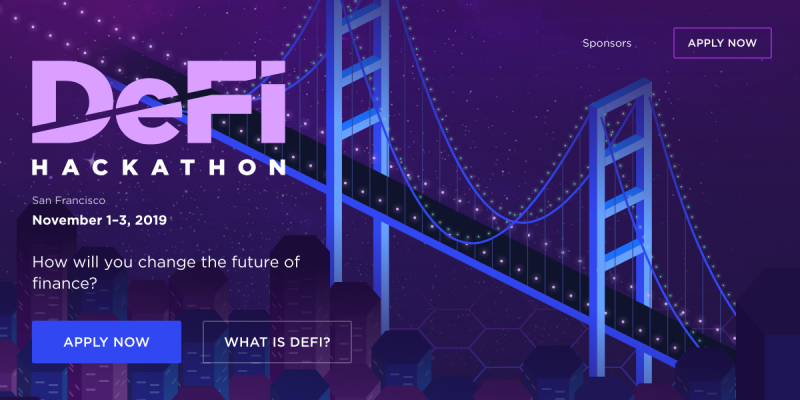 Sponsors
APPLY NOW
DeFi
HACKATHON
San Francisco
November 1–3, 2019
How will you change the future of
finance?
APPLY NOW
WHAT IS DEFI?